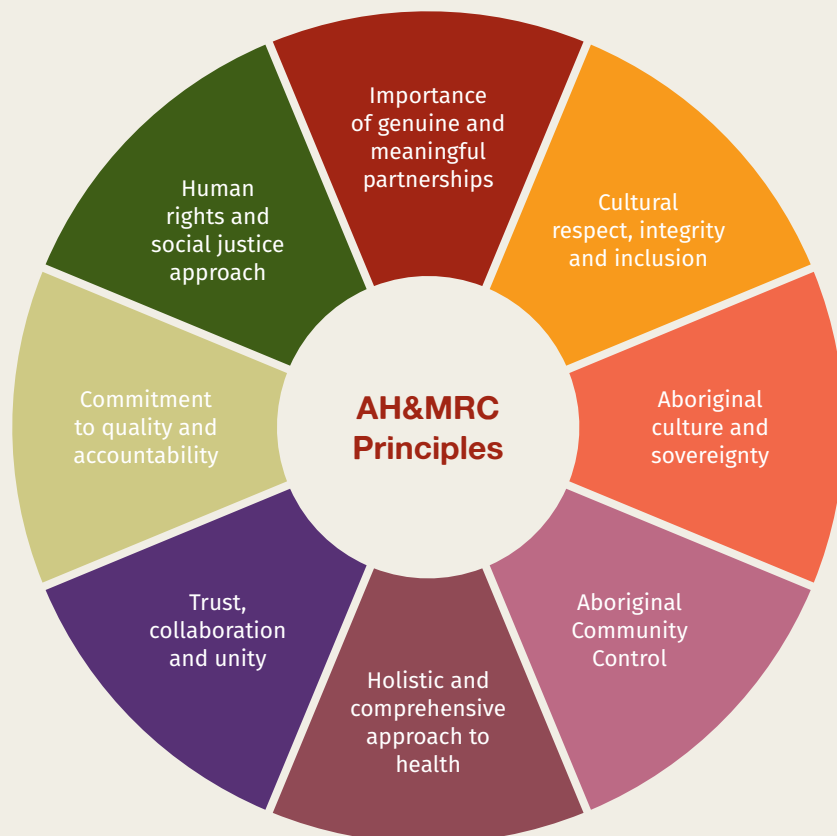 Importance
of genuine and
meaningful
partnerships
Cultural
respect, integrity
and inclusion
Aboriginal
culture and
sovereignty
Aboriginal
Community
Control
Holistic and
comprehensive
approach to
health
Trust,
collaboration
and unity
Commitment
to quality and
accountability
Human
rights and
social justice
approach
AH&MRC
Principles